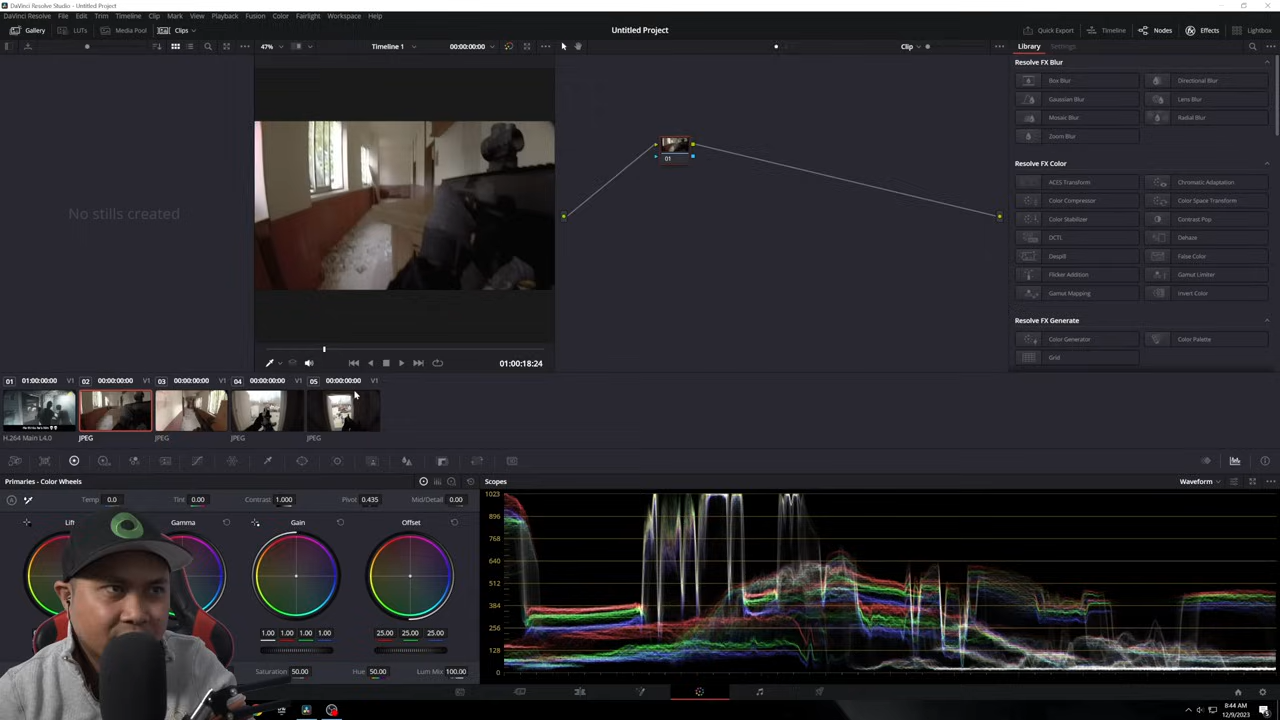 DaVinci Resolve Studio - Untitled Project
DaVinci Resolve File Edit Trim Timeline Clip Mark View Playback Fusion Color Fairlight Workspace Help
Gallery LUTs Media Pool Clips Untitled Project Quick Export Timeline Nodes Effects Lightbox
47% Timeline 1 00:00:00:00 Clip Library Settings
Resolve FX Blur
Box Blur Directional Blur
Gaussian Blur Lens Blur
Mosaic Blur Radial Blur
Zoom Blur
01
Resolve FX Color
ACES Transform Chromatic Adaptation
Color Compressor Color Space Transform
No stills created
Color Stabilizer Contrast Pop
DCTL Dehaze
Despill False Color
Flicker Addition Gamut Limiter
Gamut Mapping Invert Color
Resolve FX Generate
Color Generator Color Palette
Grid
01:00:18:24
01 01:00:00:00 V1 02 00:00:00:00 V1 03 00:00:00:00 V1 04 00:00:00:00 V1 05 00:00:00:00 V1
H.264 Main L4.0 JPEG JPEG JPEG JPEG
Primaries - Color Wheels
Scopes
Waveform
Temp 0.0 Tint 0.00 Contrast 1.000 Pivot 0.435 Mid/Detail 0.00
Gamma Gain Offset
1.00 1.00 1.00 1.00 25.00 25.00 25.00
Saturation 50.00 Hue 50.00 Lum Mix 100.00
1023
896
768
640
512
384
256
128
0
8:44 AM
12/9/2023